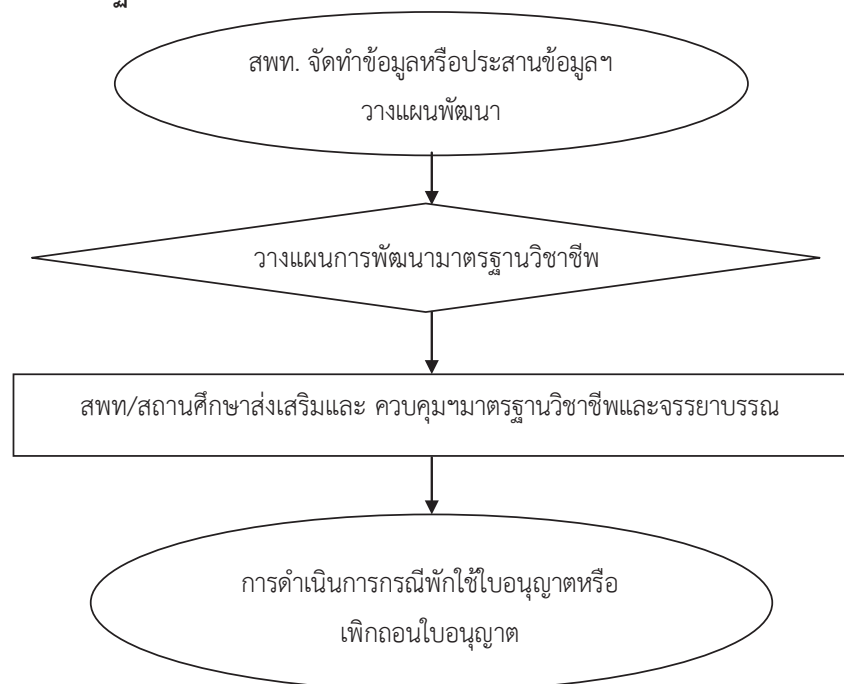 สพท. จัดทำข้อมูลหรือประสานข้อมูลฯ
วางแผนพัฒนา
วางแผนการพัฒนามาตรฐานวิชาชีพ
สพท/สถานศึกษาส่งเสริมและ ควบคุมฯมาตรฐานวิชาชีพและจรรยาบรรณ
การดำเนินการกรณีพักใช้ใบอนุญาตหรือ
เพิกถอนใบอนุญาต